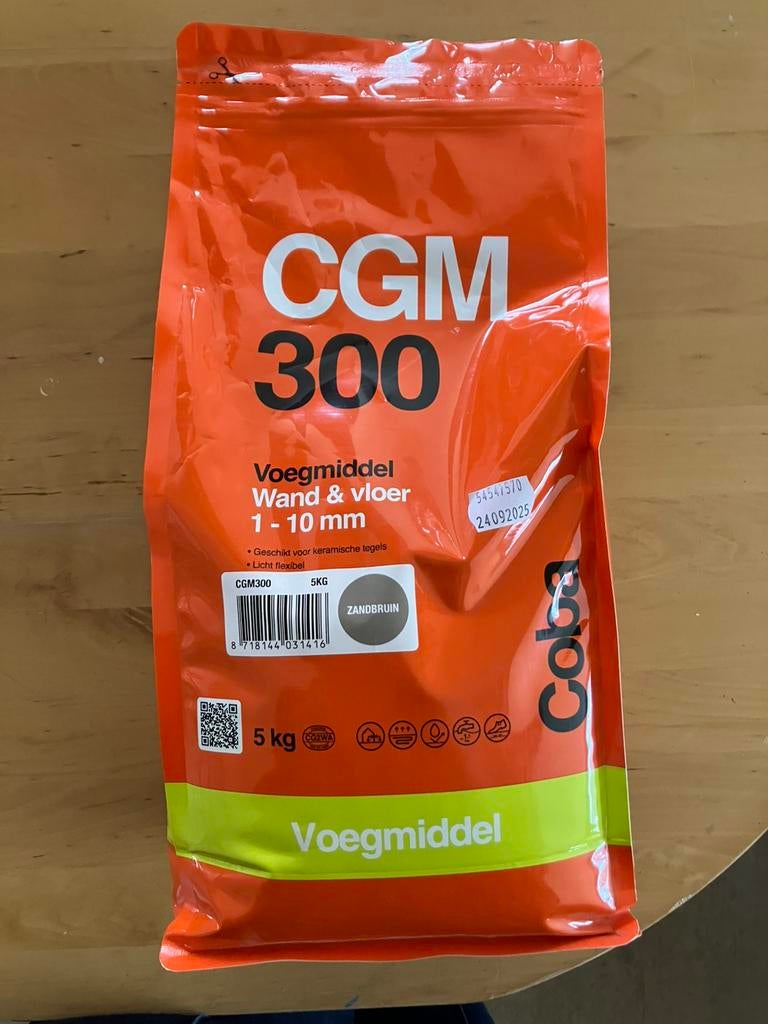 CGM
300
Voegmiddel
Wand & vloer
1 - 10 mm
54547570
24092025
• Geschikt voor keramische tegels
• Licht flexibel
CGM300 5KG
ZANDBRUIN
8 718144 031416
Coba
5 kg
Voegmiddel